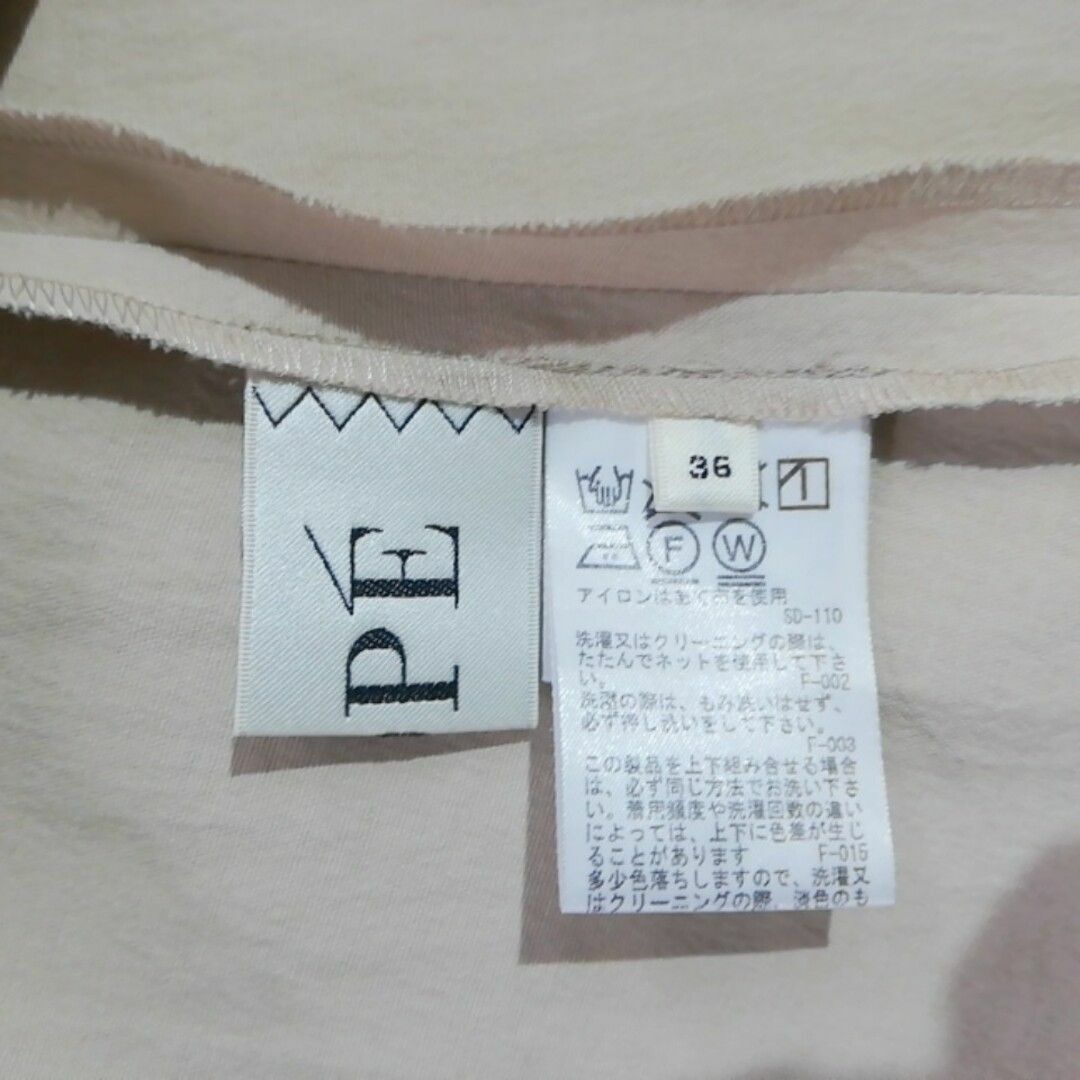 PÉ
36
F
W
アイロンはあて布を使用
SD-110
洗濯又はクリーニングの際は、
たたんでネットを使用して下さ
い。 F-002
洗濯の際は、もみ洗いはせず、
必ず押し洗いをして下さい。
F-003
この製品を上下組み合せる場合
は、必ず同じ方法でお洗い下さ
い。着用頻度や洗濯回数の違い
によっては、上下に色差が生じ
ることがあります F-015
多少色落ちしますので、洗濯又
はクリーニングの際、淡色のも